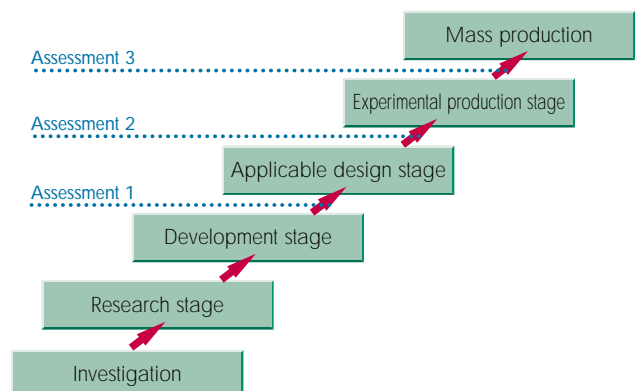 Mass production
Assessment 3
Experimental production stage
Assessment 2
Applicable design stage
Assessment 1
Development stage
Research stage
Investigation